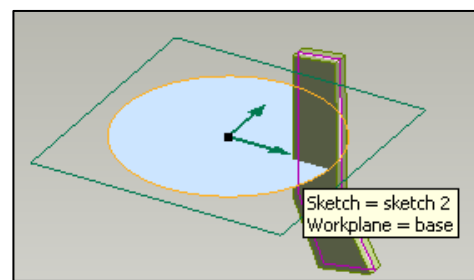 Sketch = sketch 2
Workplane = base